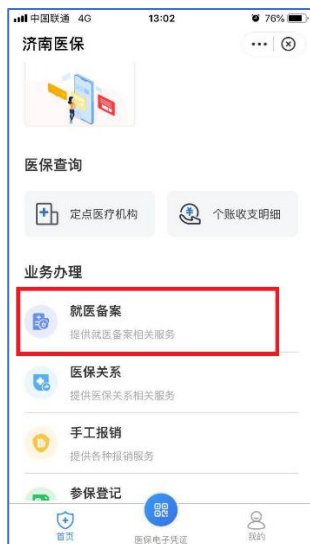 中国联通 4G 13:02 76%
济南医保
医保查询
定点医疗机构 个账收支明细
业务办理
就医备案
提供就医备案相关服务
医保关系
提供医保关系相关服务
手工报销
提供各种报销服务
参保登记
首页 医保电子凭证 我的